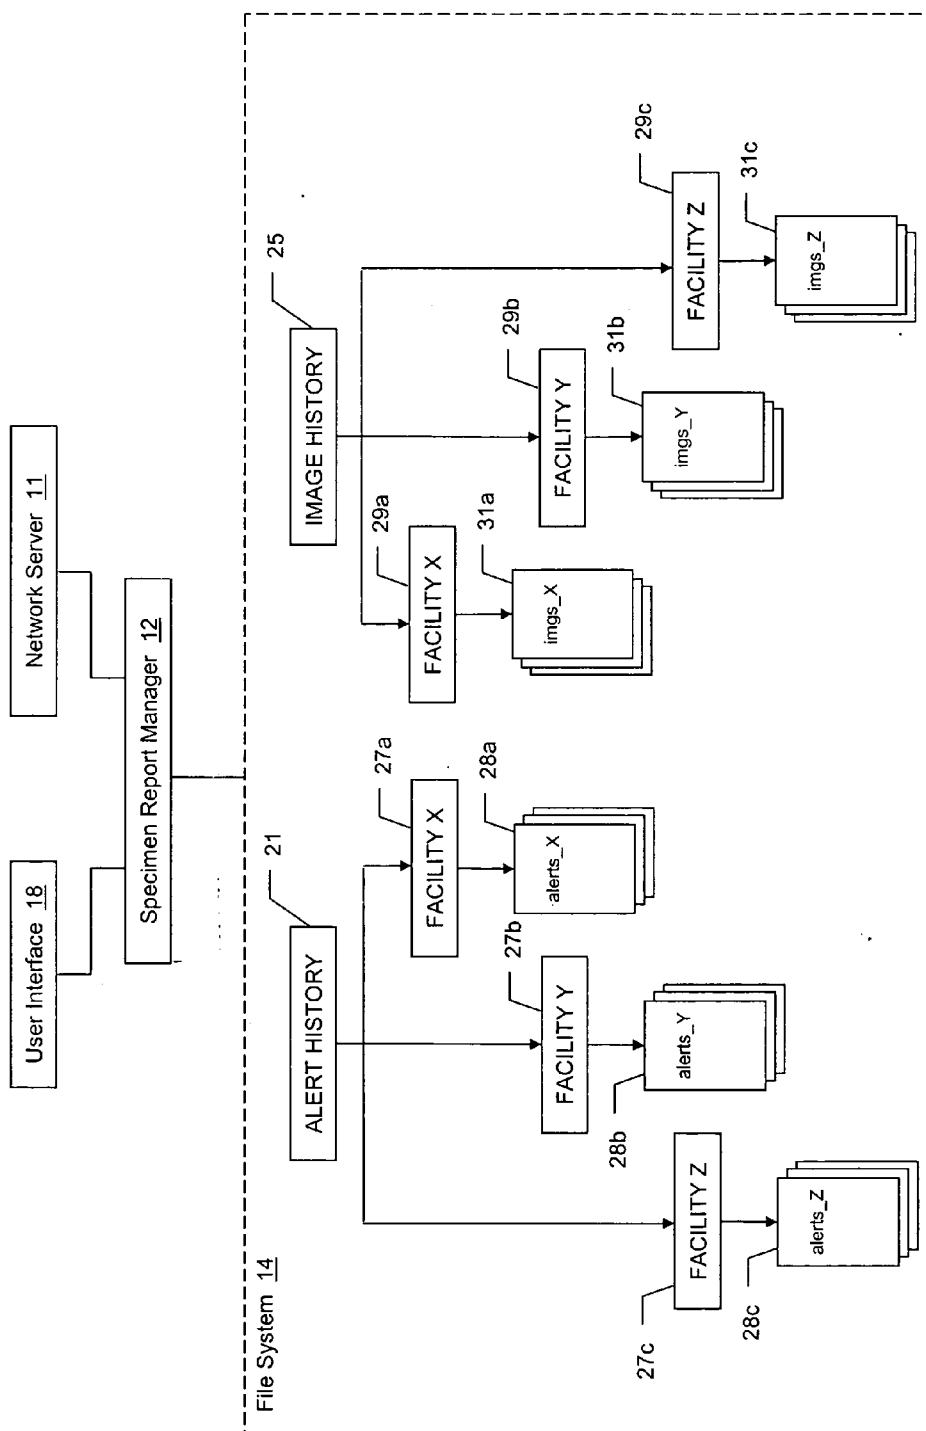 User Interface 18
Network Server 11
Specimen Report Manager 12
File System 14
21
25
ALERT HISTORY
IMAGE HISTORY
27a
29a
FACILITY X
FACILITY X
28a
31a
alerts_X
imgs_X
27b
29b
FACILITY Y
FACILITY Y
28b
31b
alerts_Y
imgs_Y
27c
29c
FACILITY Z
FACILITY Z
28c
31c
alerts_Z
imgs_Z